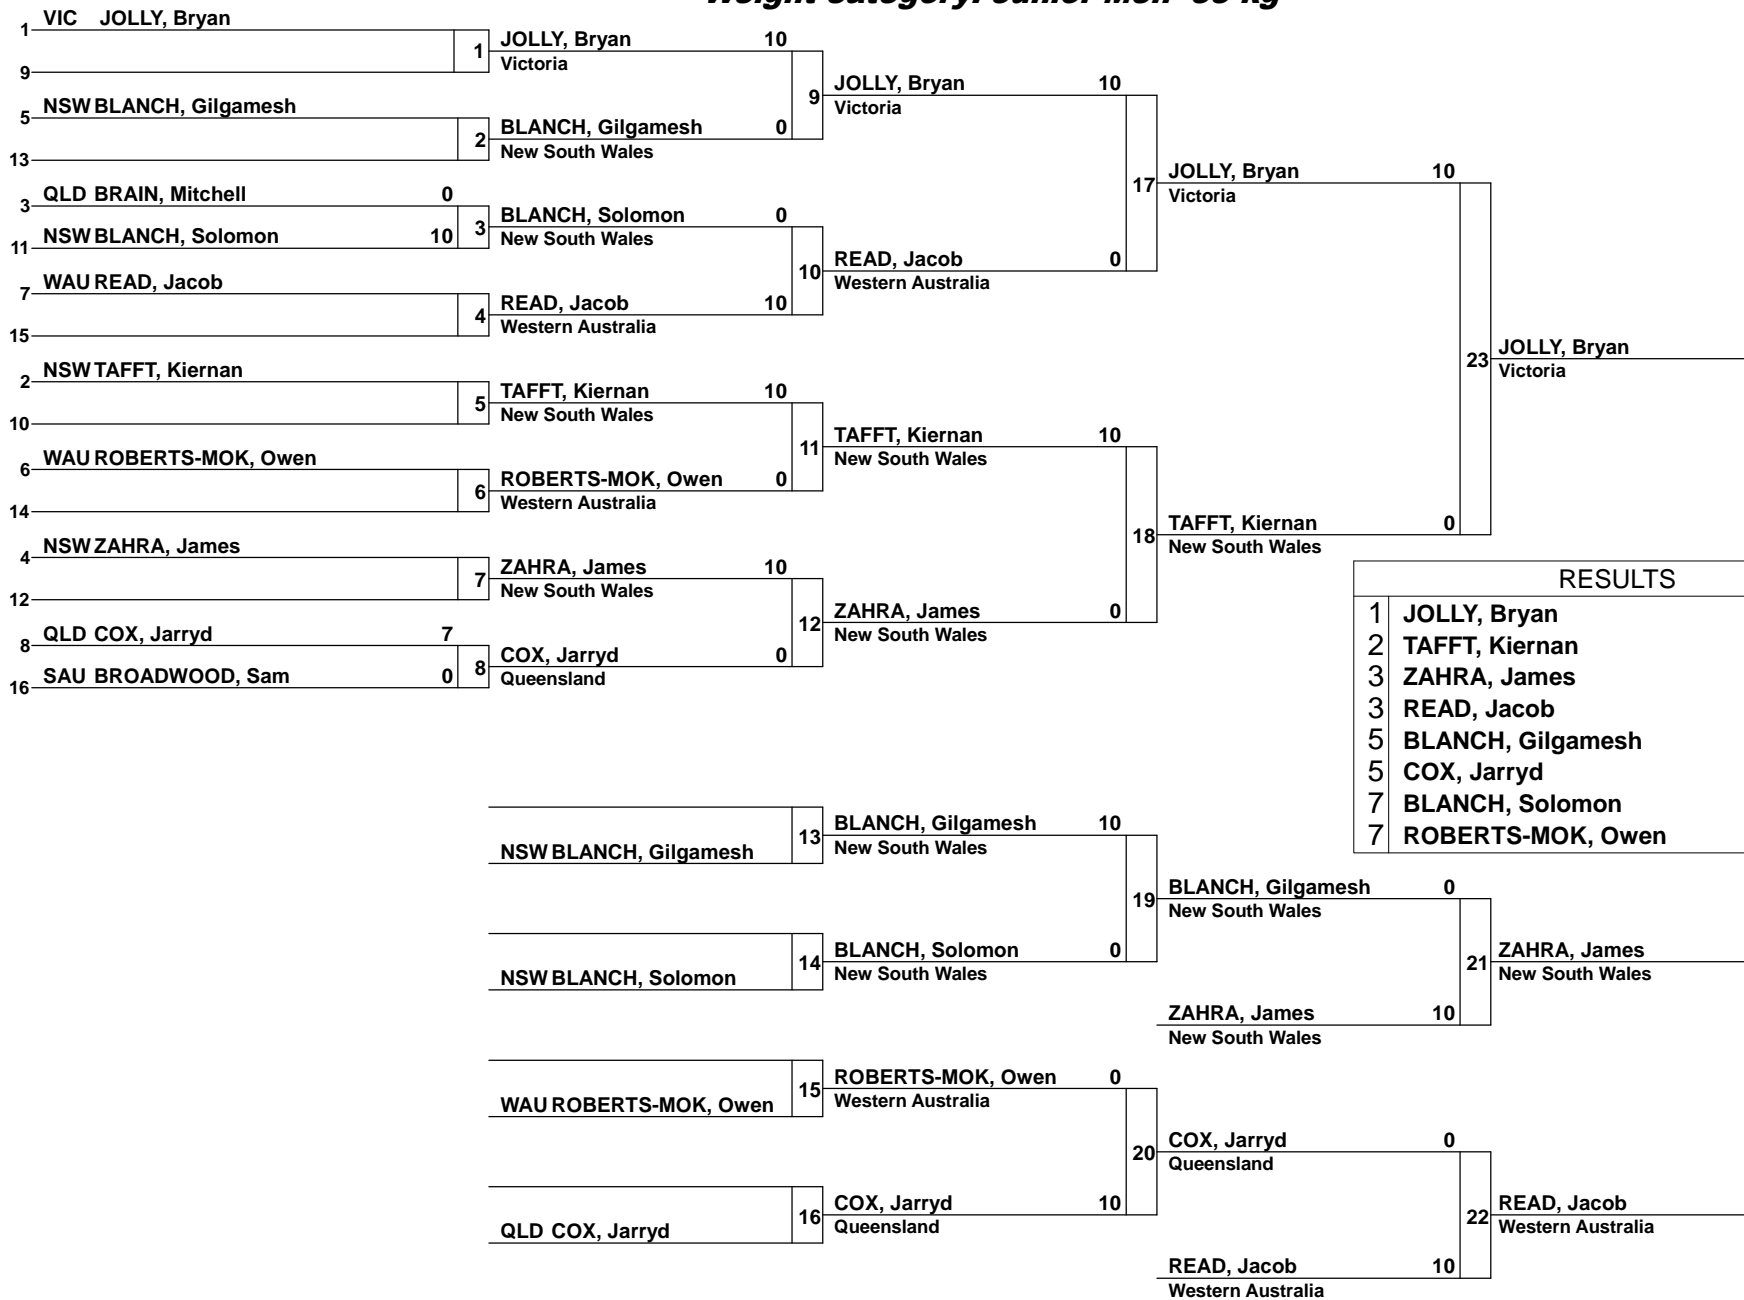 1 VIC JOLLY, Bryan
9
1
5 NSW BLANCH, Gilgamesh
13
2
3 QLD BRAIN, Mitchell 0
11 NSW BLANCH, Solomon 10
3
7 WAU READ, Jacob
15
4
2 NSW TAFFT, Kiernan
10
5
6 WAU ROBERTS-MOK, Owen
14
6
4 NSW ZAHRA, James
12
7
8 QLD COX, Jarryd 7
16 SAU BROADWOOD, Sam 0
8
JOLLY, Bryan 10
Victoria
9
BLANCH, Gilgamesh 0
New South Wales
BLANCH, Solomon 0
New South Wales
10
READ, Jacob 10
Western Australia
TAFFT, Kiernan 10
New South Wales
11
ROBERTS-MOK, Owen 0
Western Australia
ZAHRA, James 10
New South Wales
12
COX, Jarryd 0
Queensland
JOLLY, Bryan 10
Victoria
17
READ, Jacob 0
Western Australia
TAFFT, Kiernan 10
New South Wales
18
ZAHRA, James 0
New South Wales
JOLLY, Bryan 10
Victoria
23
TAFFT, Kiernan 0
New South Wales
JOLLY, Bryan
Victoria
RESULTS
1 JOLLY, Bryan
2 TAFFT, Kiernan
3 ZAHRA, James
3 READ, Jacob
5 BLANCH, Gilgamesh
5 COX, Jarryd
7 BLANCH, Solomon
7 ROBERTS-MOK, Owen
NSW BLANCH, Gilgamesh
13
NSW BLANCH, Solomon
14
WAU ROBERTS-MOK, Owen
15
QLD COX, Jarryd
16
BLANCH, Gilgamesh 10
New South Wales
19
BLANCH, Solomon 0
New South Wales
ROBERTS-MOK, Owen 0
Western Australia
20
COX, Jarryd 10
Queensland
BLANCH, Gilgamesh 0
New South Wales
21
ZAHRA, James 10
New South Wales
COX, Jarryd 0
Queensland
22
READ, Jacob 10
Western Australia
ZAHRA, James
New South Wales
READ, Jacob
Western Australia